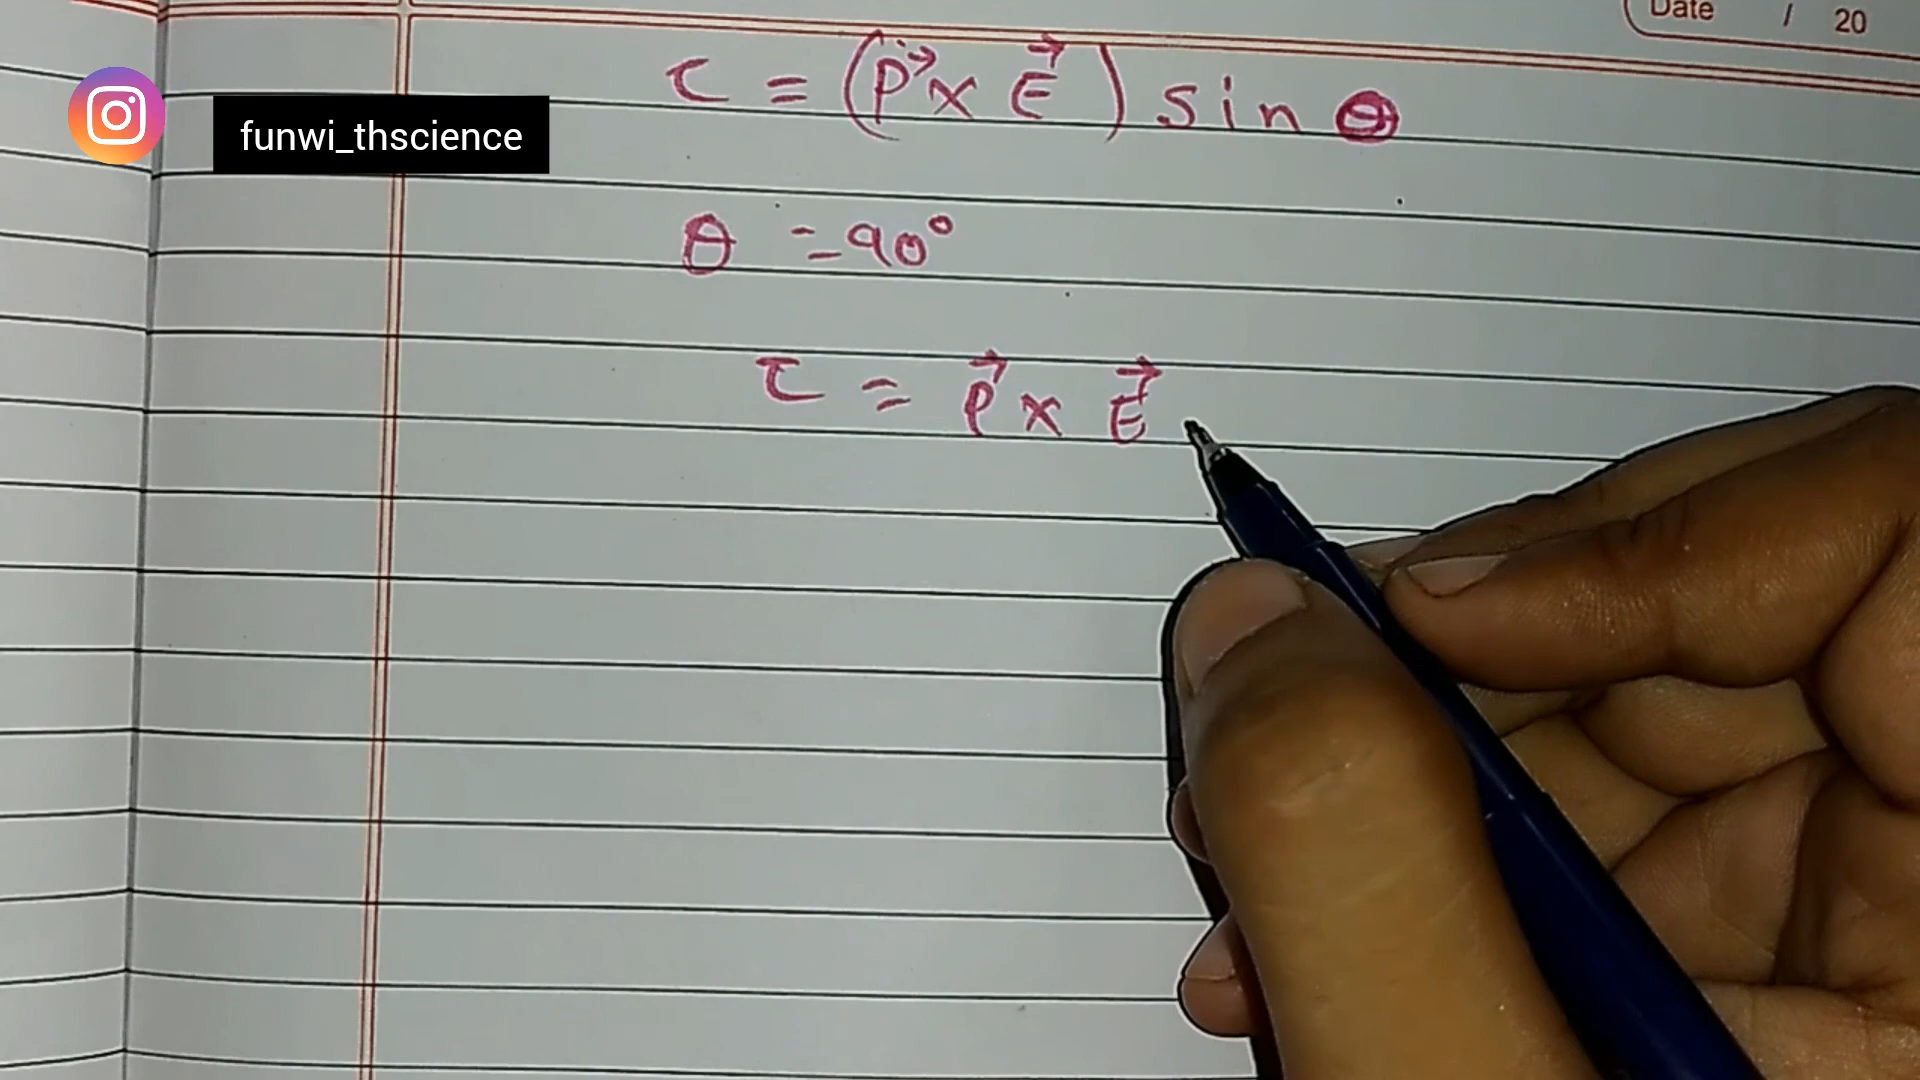 Date / 20
τ = (P⃗ × E⃗) sin θ
funwi_thscience
θ = 90°
τ = P⃗ × E⃗